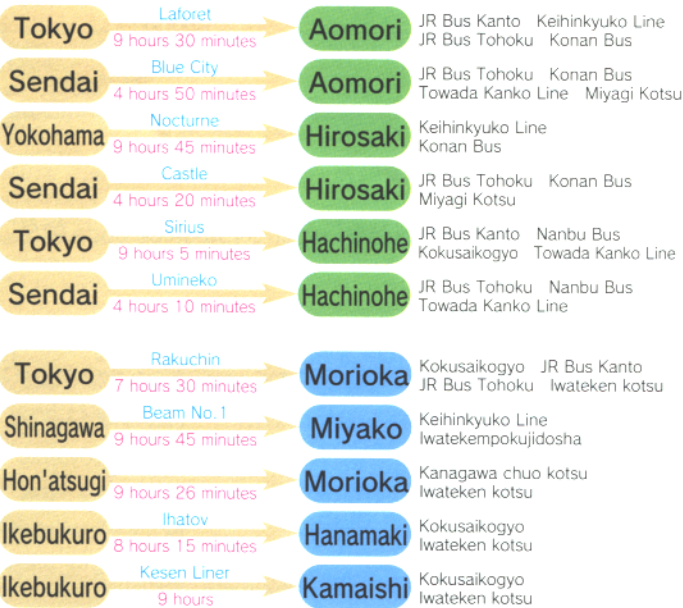 Tokyo Laforet 9 hours 30 minutes Aomori JR Bus Kanto Keihinkyuko Line
JR Bus Tohoku Konan Bus
Sendai Blue City 4 hours 50 minutes Aomori JR Bus Tohoku Konan Bus
Towada Kanko Line Miyagi Kotsu
Yokohama Nocturne 9 hours 45 minutes Hirosaki Keihinkyuko Line
Konan Bus
Sendai Castle 4 hours 20 minutes Hirosaki JR Bus Tohoku Konan Bus
Miyagi Kotsu
Tokyo Sirius 9 hours 5 minutes Hachinohe JR Bus Kanto Nanbu Bus
Kokusaikogyo Towada Kanko Line
Sendai Umineko 4 hours 10 minutes Hachinohe JR Bus Tohoku Nanbu Bus
Towada Kanko Line
Tokyo Rakuchin 7 hours 30 minutes Morioka Kokusaikogyo JR Bus Kanto
JR Bus Tohoku Iwateken kotsu
Shinagawa Beam No.1 9 hours 45 minutes Miyako Keihinkyuko Line
Iwatekempokujidosha
Hon'atsugi 9 hours 26 minutes Morioka Kanagawa chuo kotsu
Iwateken kotsu
Ikebukuro Ihatov 8 hours 15 minutes Hanamaki Kokusaikogyo
Iwateken kotsu
Ikebukuro Kesen Liner 9 hours Kamaishi Kokusaikogyo
Iwateken kotsu